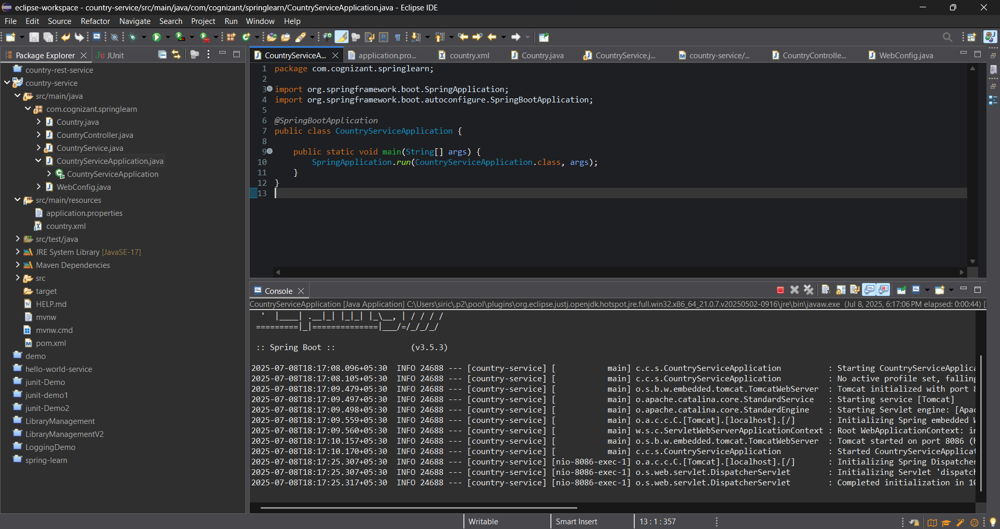 eclipse-workspace - country-service/src/main/java/com/cognizant/springlearn/CountryServiceApplication.java - Eclipse IDE
File Edit Source Refactor Navigate Search Project Run Window Help
Package Explorer
JUnit
country-rest-service
country-service
src/main/java
com.cognizant.springlearn
Country.java
CountryController.java
CountryService.java
CountryServiceApplication.java
CountryServiceApplication
WebConfig.java
src/main/resources
application.properties
country.xml
src/test/java
JRE System Library [JavaSE-17]
Maven Dependencies
src
target
HELP.md
mvnw
mvnw.cmd
pom.xml
demo
hello-world-service
junit-Demo
junit-demo1
junit-Demo2
LibraryManagement
LibraryManagementV2
LoggingDemo
spring-learn
CountryServiceA... application.pro... country.xml Country.java CountryService.j... country-service/... CountryControlle... WebConfig.java
1 package com.cognizant.springlearn;
2
3 import org.springframework.boot.SpringApplication;
4 import org.springframework.boot.autoconfigure.SpringBootApplication;
5
6 @SpringBootApplication
7 public class CountryServiceApplication {
8
9 public static void main(String[] args) {
10 SpringApplication.run(CountryServiceApplication.class, args);
11 }
12 }
13
Console
CountryServiceApplication [Java Application] C:\Users\siric\.p2\pool\plugins\org.eclipse.justj.openjdk.hotspot.jre.full.win32.x86_64_21.0.7.v20250502-0916\jre\bin\javaw.exe (Jul 8, 2025, 6:17:06 PM elapsed: 0:00:44) [
' |____| .__|_| |_|_| |_\__, | / / / /
=========|_|==============|___/=/_/_/_/
:: Spring Boot :: (v3.5.3)
2025-07-08T18:17:08.096+05:30 INFO 24688 --- [country-service] [ main] c.c.s.CountryServiceApplication : Starting CountryServiceApplica
2025-07-08T18:17:08.105+05:30 INFO 24688 --- [country-service] [ main] c.c.s.CountryServiceApplication : No active profile set, falling
2025-07-08T18:17:09.479+05:30 INFO 24688 --- [country-service] [ main] o.s.b.w.embedded.tomcat.TomcatWebServer : Tomcat initialized with port 8
2025-07-08T18:17:09.497+05:30 INFO 24688 --- [country-service] [ main] o.apache.catalina.core.StandardService : Starting service [Tomcat]
2025-07-08T18:17:09.498+05:30 INFO 24688 --- [country-service] [ main] o.apache.catalina.core.StandardEngine : Starting Servlet engine: [Apac
2025-07-08T18:17:09.559+05:30 INFO 24688 --- [country-service] [ main] o.a.c.c.C.[Tomcat].[localhost].[/] : Initializing Spring embedded W
2025-07-08T18:17:09.560+05:30 INFO 24688 --- [country-service] [ main] w.s.c.ServletWebServerApplicationContext : Root WebApplicationContext: in
2025-07-08T18:17:10.157+05:30 INFO 24688 --- [country-service] [ main] o.s.b.w.embedded.tomcat.TomcatWebServer : Tomcat started on port 8086 (h
2025-07-08T18:17:10.170+05:30 INFO 24688 --- [country-service] [ main] c.c.s.CountryServiceApplication : Started CountryServiceApplicat
2025-07-08T18:17:25.307+05:30 INFO 24688 --- [country-service] [nio-8086-exec-1] o.a.c.c.C.[Tomcat].[localhost].[/] : Initializing Spring Dispatcher
2025-07-08T18:17:25.307+05:30 INFO 24688 --- [country-service] [nio-8086-exec-1] o.s.web.servlet.DispatcherServlet : Initializing Servlet 'dispatch
2025-07-08T18:17:25.317+05:30 INFO 24688 --- [country-service] [nio-8086-exec-1] o.s.web.servlet.DispatcherServlet : Completed initialization in 10
Writable Smart Insert 13 : 1 : 357